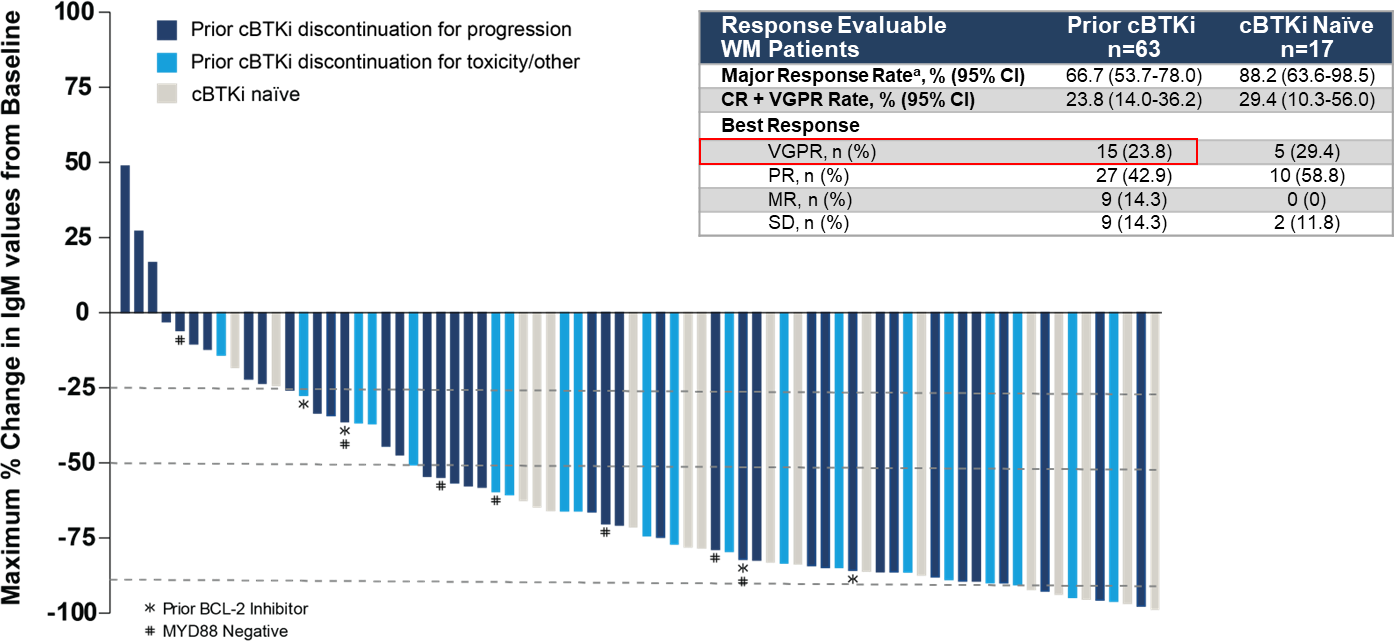 Maximum % Change in IgM values from Baseline
100
75
50
25
0
-25
-50
-75
-100
Prior cBTKi discontinuation for progression
Prior cBTKi discontinuation for toxicity/other
cBTKi naïve
Response Evaluable WM Patients Prior cBTKi n=63 cBTKi Naïve n=17
Major Response Rateᵃ, % (95% CI) 66.7 (53.7-78.0) 88.2 (63.6-98.5)
CR + VGPR Rate, % (95% CI) 23.8 (14.0-36.2) 29.4 (10.3-56.0)
Best Response
VGPR, n (%) 15 (23.8) 5 (29.4)
PR, n (%) 27 (42.9) 10 (58.8)
MR, n (%) 9 (14.3) 0 (0)
SD, n (%) 9 (14.3) 2 (11.8)
#
*
*
#
#
#
#
#
*
#
*
* Prior BCL-2 Inhibitor
# MYD88 Negative